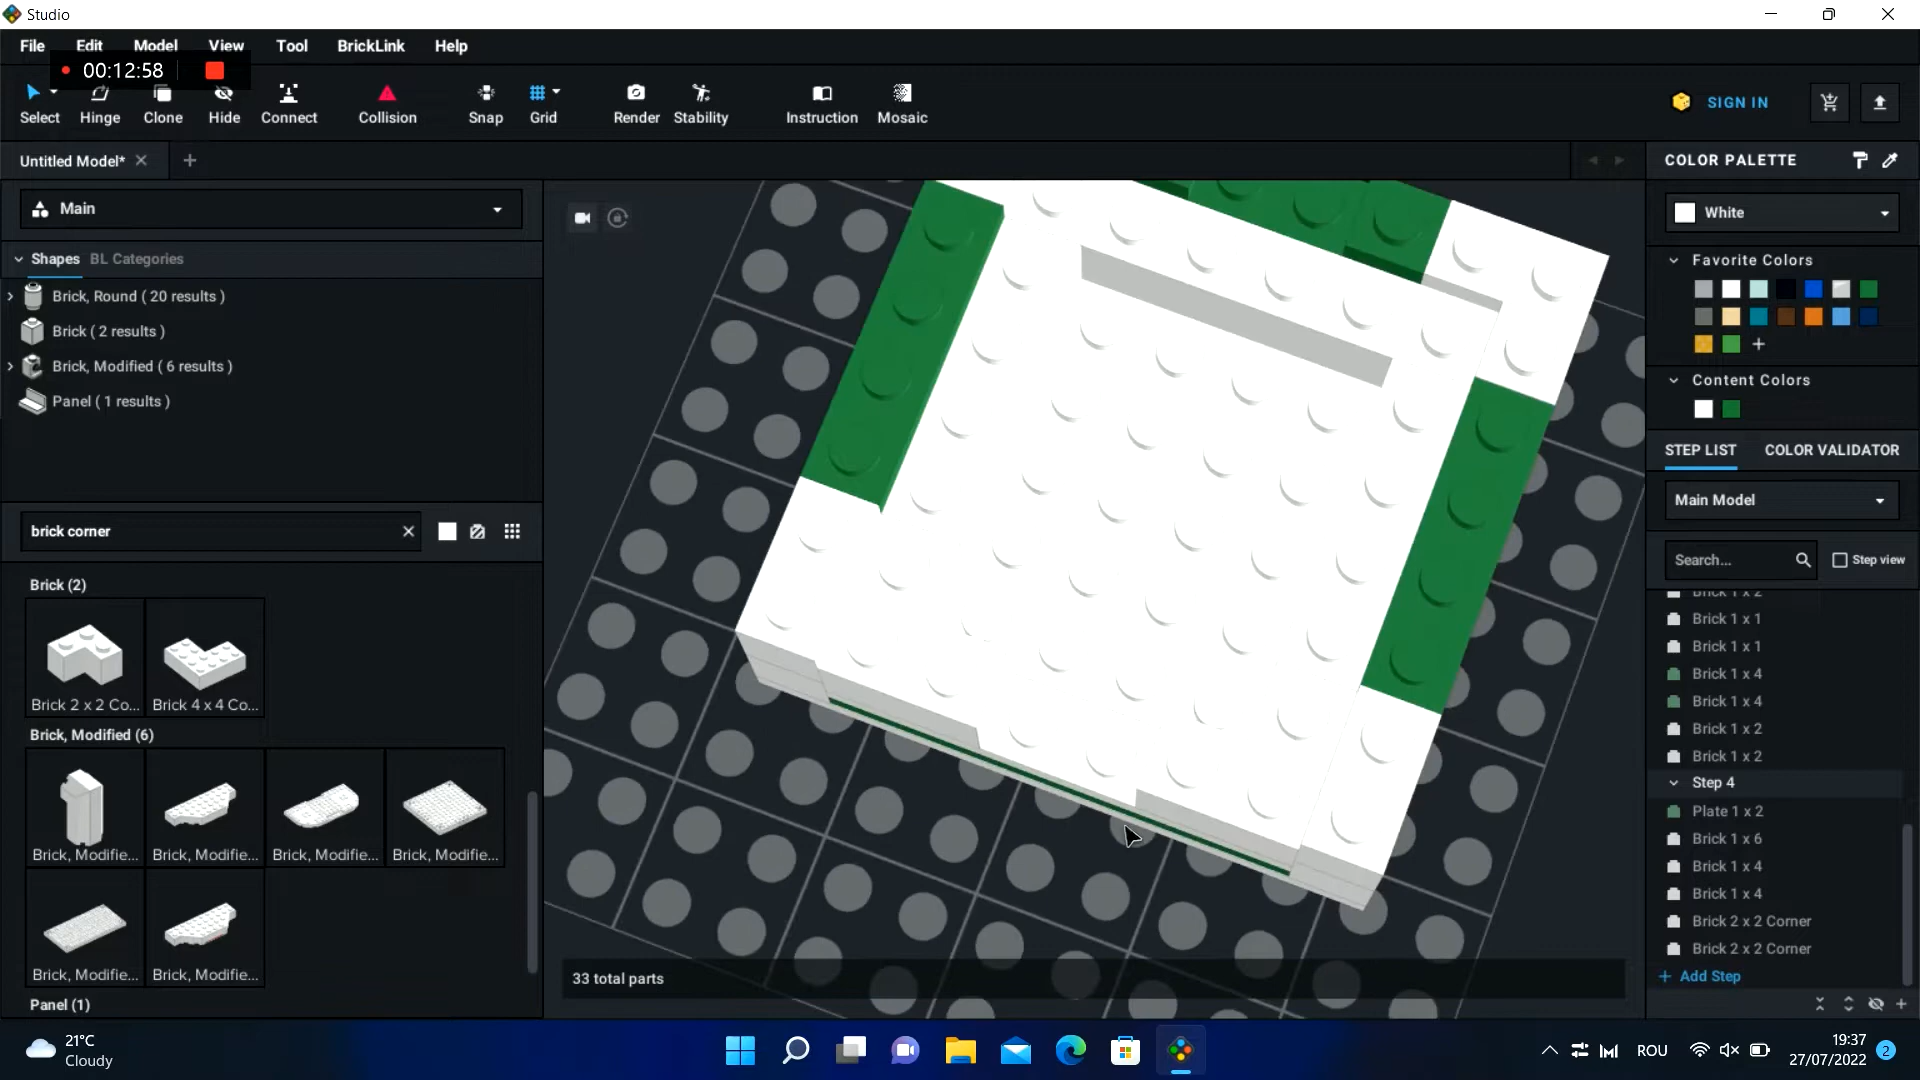 Studio
File Edit Model View Tool BrickLink Help
00:12:58
Select Hinge Clone Hide Connect Collision Snap Grid Render Stability Instruction Mosaic SIGN IN
Untitled Model*
COLOR PALETTE
Main
White
Shapes BL Categories
Favorite Colors
Brick, Round ( 20 results )
Brick ( 2 results )
Brick, Modified ( 6 results )
Panel ( 1 results )
Content Colors
STEP LIST COLOR VALIDATOR
Main Model
brick corner
Search... Step view
Brick (2)
Brick 2 x 2 Co... Brick 4 x 4 Co...
Brick, Modified (6)
Brick, Modifie... Brick, Modifie... Brick, Modifie... Brick, Modifie...
Brick, Modifie... Brick, Modifie...
Panel (1)
Brick 1 x 2
Brick 1 x 1
Brick 1 x 1
Brick 1 x 4
Brick 1 x 4
Brick 1 x 2
Brick 1 x 2
Step 4
Plate 1 x 2
Brick 1 x 6
Brick 1 x 4
Brick 1 x 4
Brick 2 x 2 Corner
Brick 2 x 2 Corner
+ Add Step
33 total parts
21°C
Cloudy
ROU
19:37
27/07/2022
2